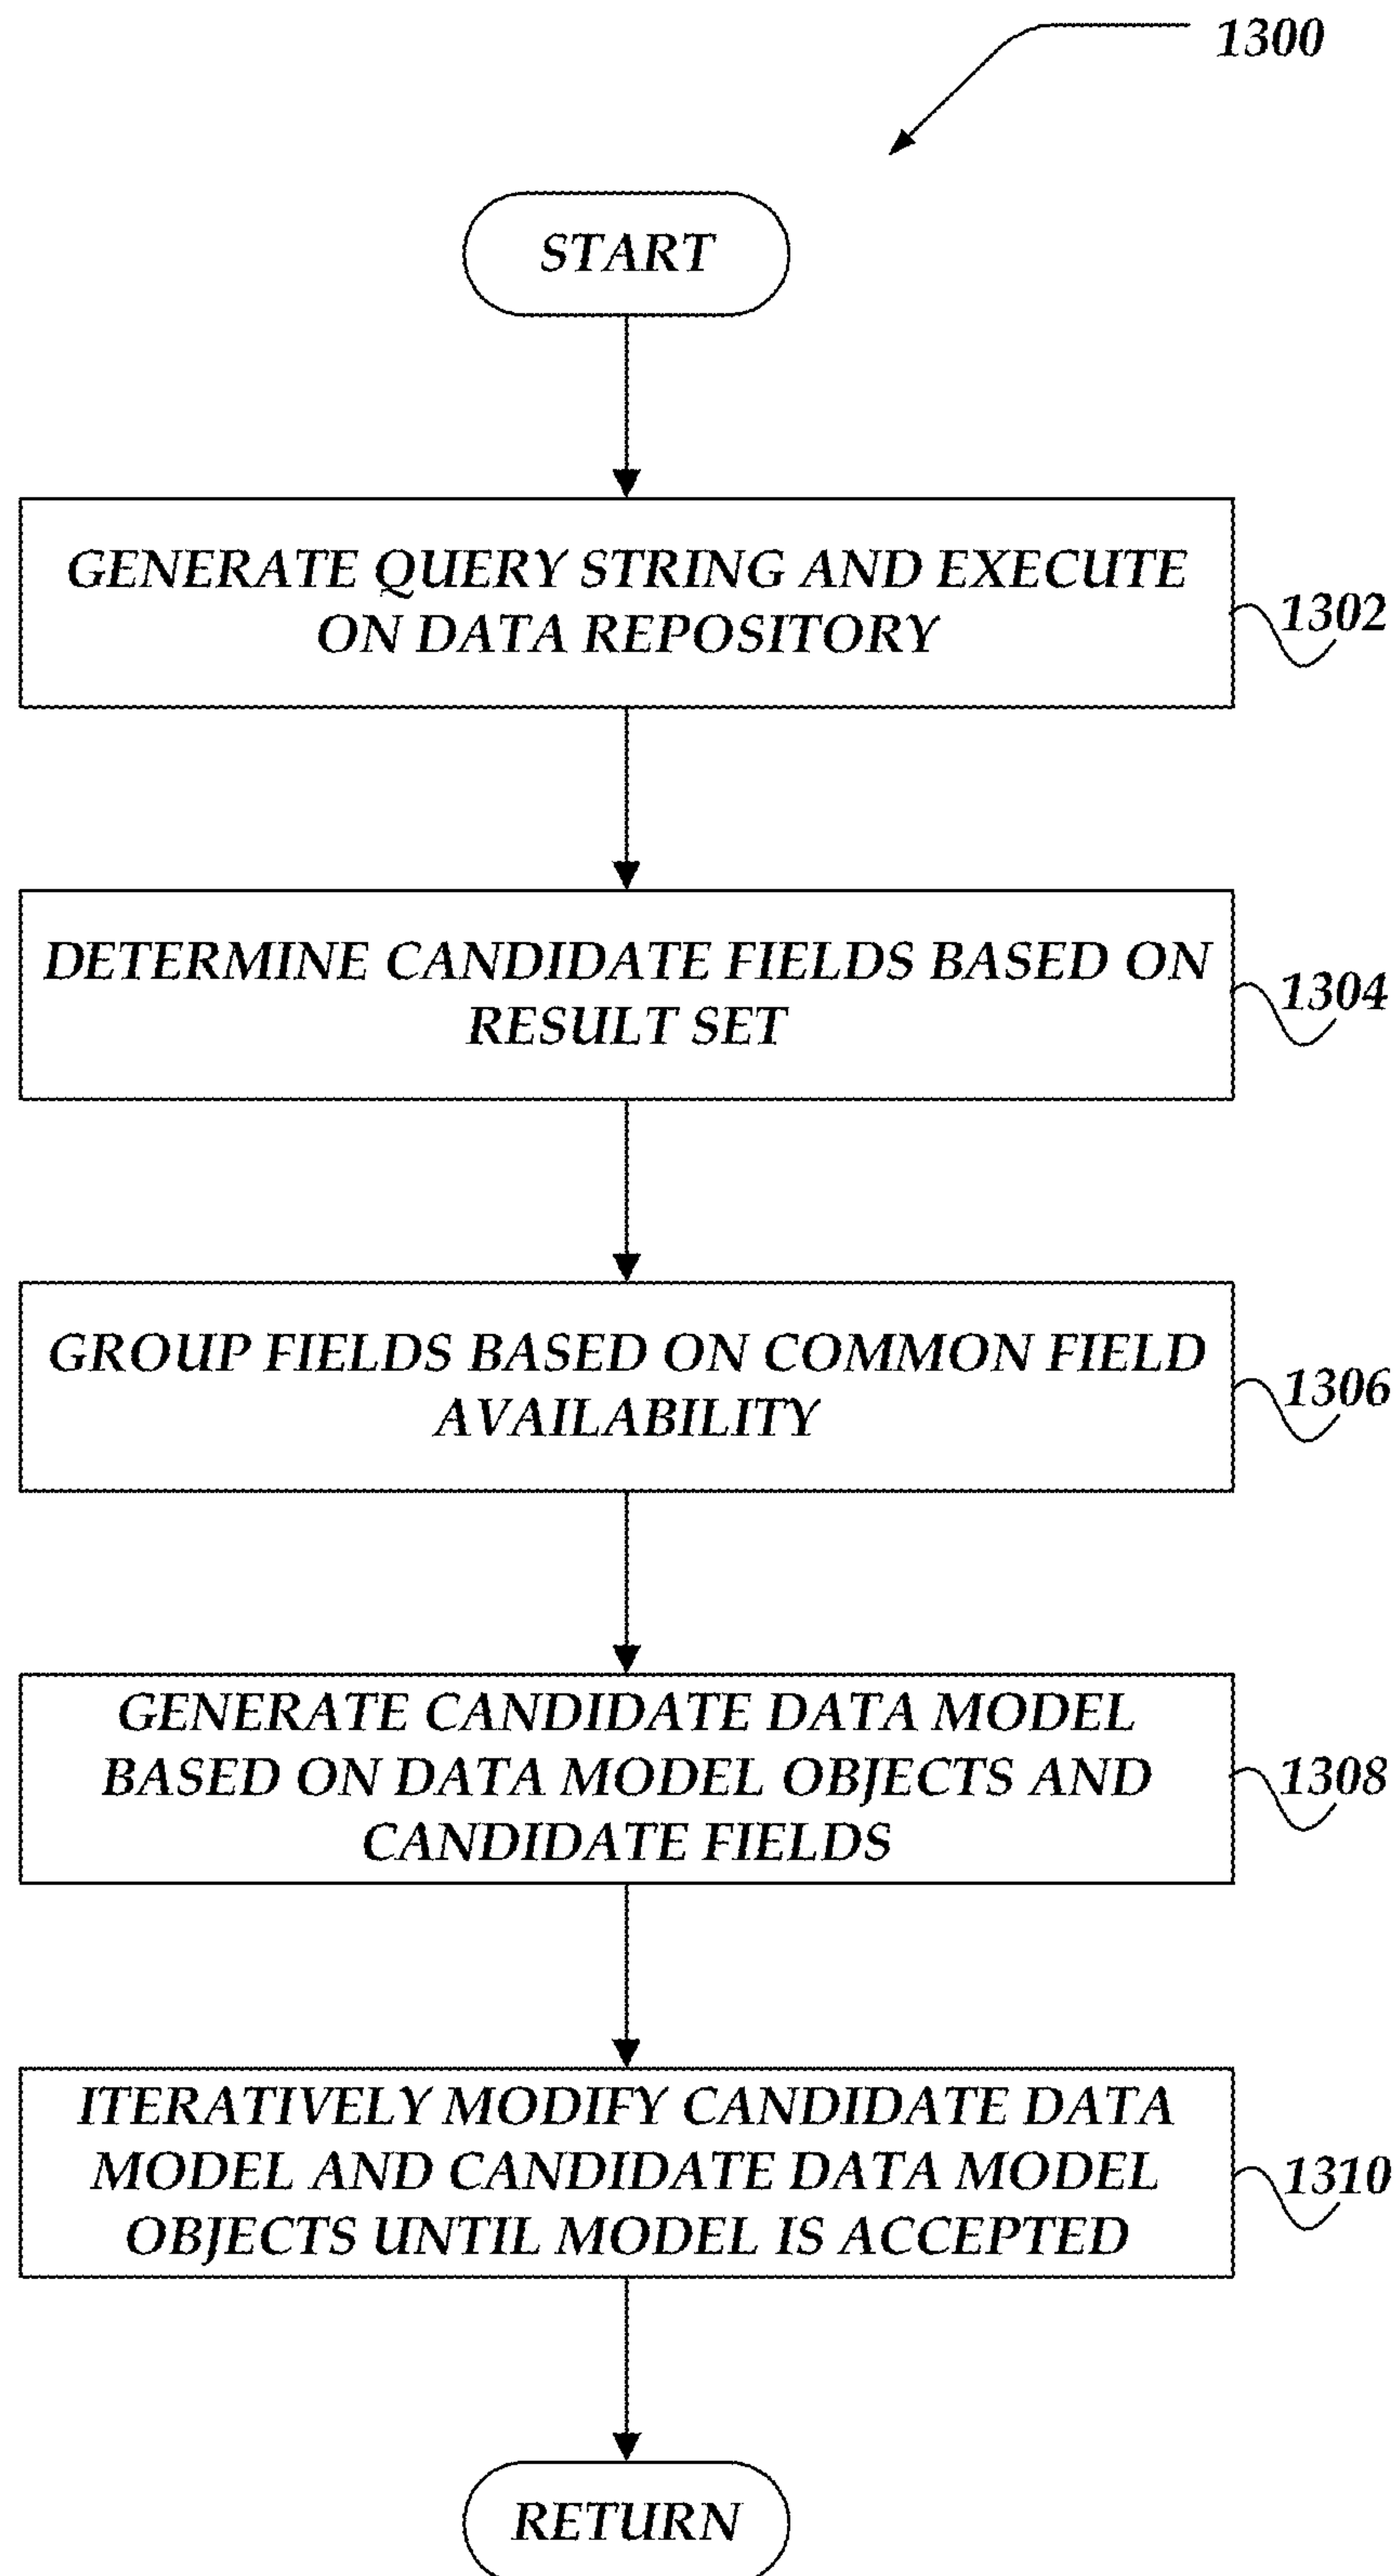 1300
START
GENERATE QUERY STRING AND EXECUTE
ON DATA REPOSITORY
1302
DETERMINE CANDIDATE FIELDS BASED ON
RESULT SET
1304
GROUP FIELDS BASED ON COMMON FIELD
AVAILABILITY
1306
GENERATE CANDIDATE DATA MODEL
BASED ON DATA MODEL OBJECTS AND
CANDIDATE FIELDS
1308
ITERATIVELY MODIFY CANDIDATE DATA
MODEL AND CANDIDATE DATA MODEL
OBJECTS UNTIL MODEL IS ACCEPTED
1310
RETURN